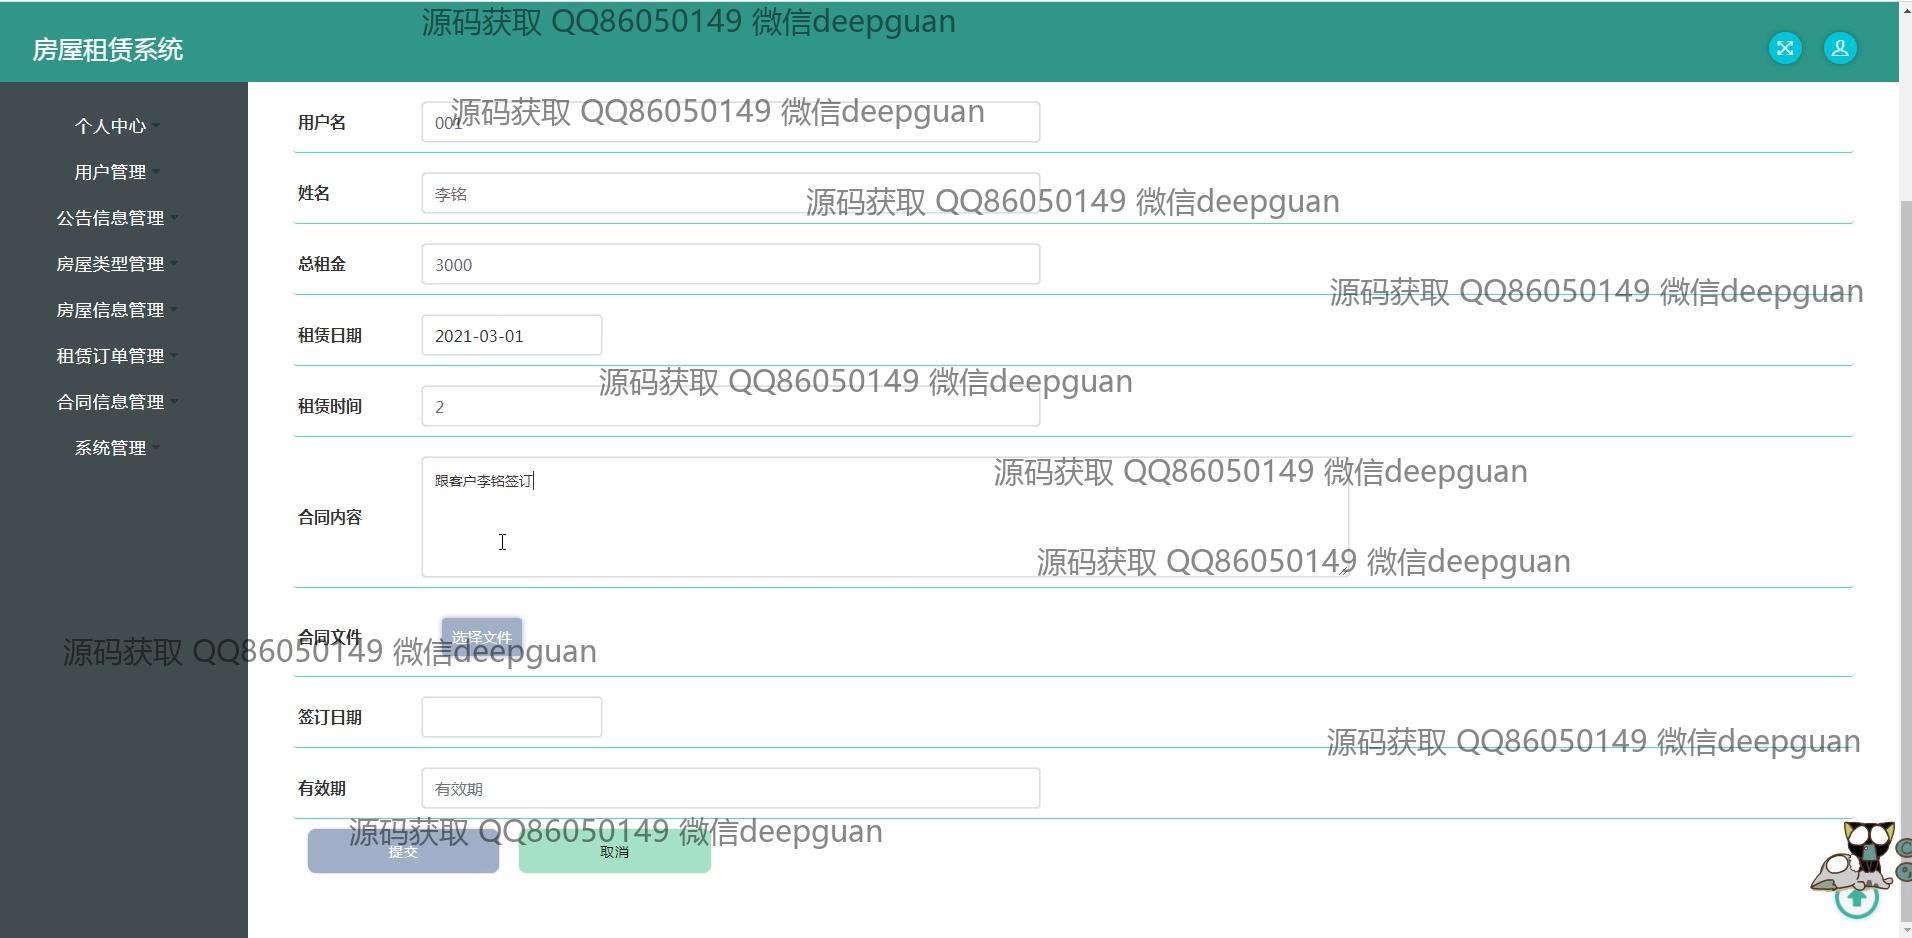 源码获取 QQ86050149 微信deepguan
房屋租赁系统
个人中心
用户管理
公告信息管理
房屋类型管理
房屋信息管理
租赁订单管理
合同信息管理
系统管理
源码获取 QQ86050149 微信deepguan
用户名 001
姓名 李铭
源码获取 QQ86050149 微信deepguan
总租金 3000
源码获取 QQ86050149 微信deepguan
租赁日期 2021-03-01
源码获取 QQ86050149 微信deepguan
租赁时间 2
源码获取 QQ86050149 微信deepguan
跟客户李铭签订
合同内容
源码获取 QQ86050149 微信deepguan
合同文件 选择文件
源码获取 QQ86050149 微信deepguan
签订日期
源码获取 QQ86050149 微信deepguan
有效期 有效期
源码获取 QQ86050149 微信deepguan
提交 取消